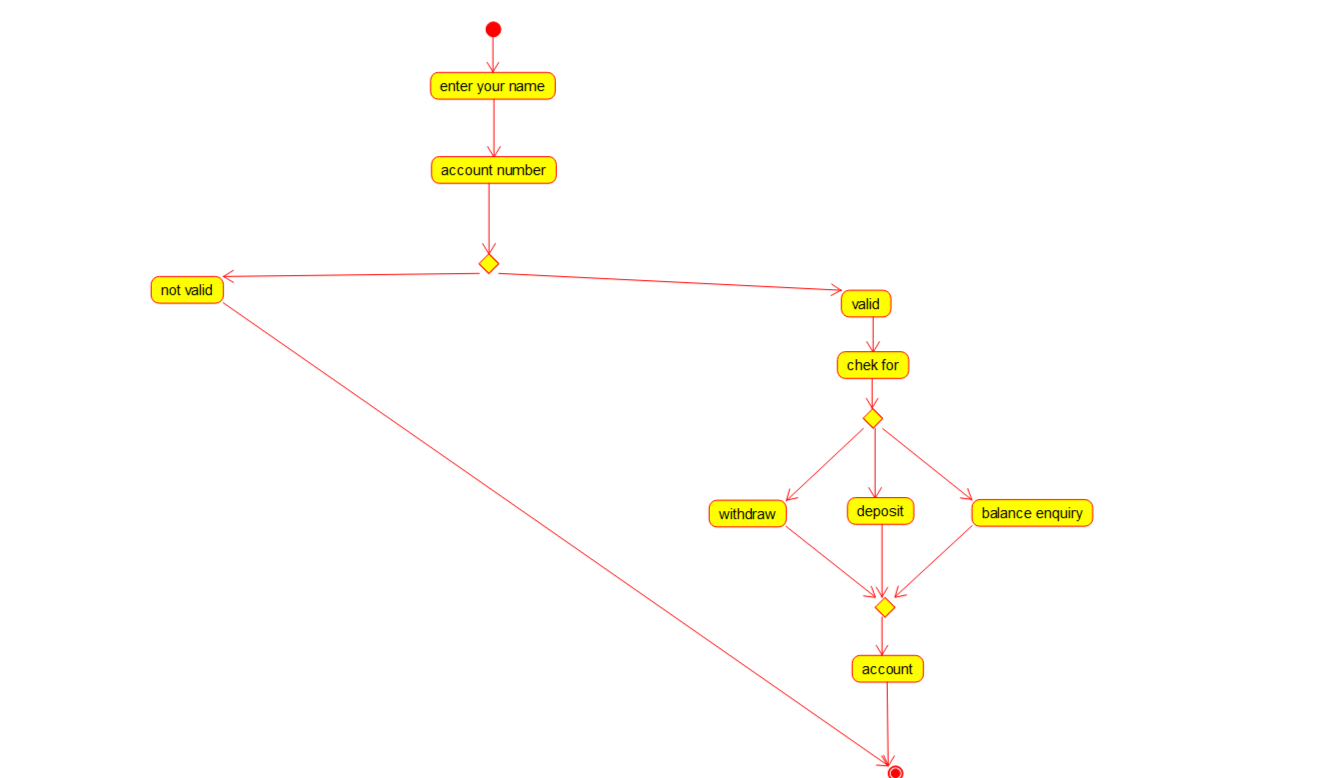 enter your name
account number
not valid
valid
chek for
withdraw
deposit
balance enquiry
account